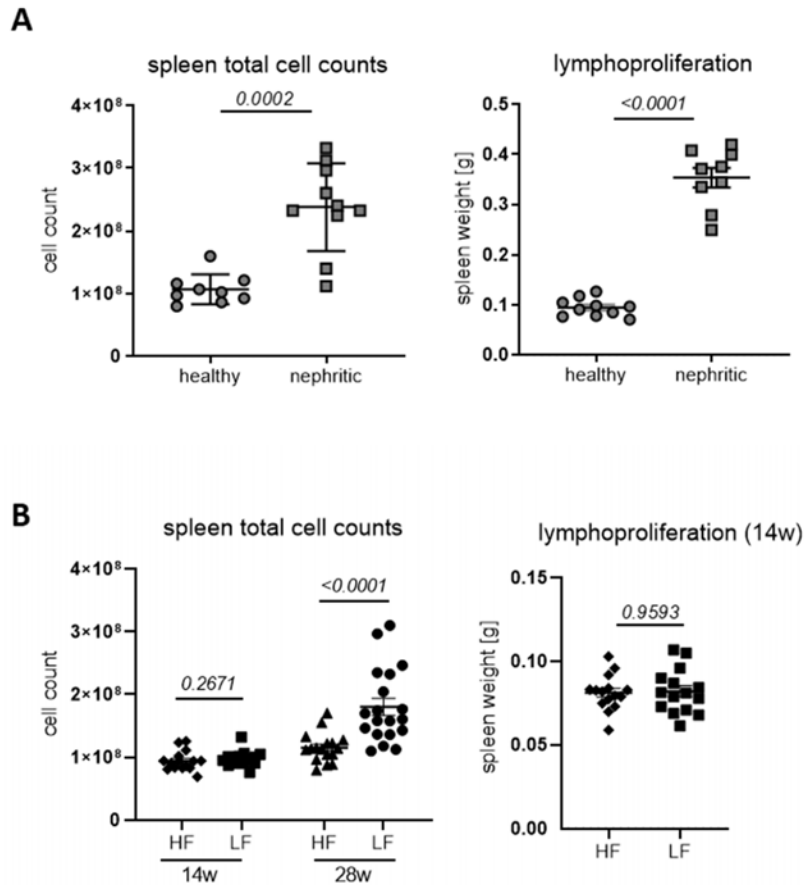 A
spleen total cell counts
4×10⁸
3×10⁸
2×10⁸
1×10⁸
0
cell count
0.0002
healthy
nephritic
lymphoproliferation
0.5
0.4
0.3
0.2
0.1
0.0
spleen weight [g]
<0.0001
healthy
nephritic
B
spleen total cell counts
4×10⁸
3×10⁸
2×10⁸
1×10⁸
0
cell count
0.2671
<0.0001
HF
LF
HF
LF
14w
28w
lymphoproliferation (14w)
0.15
0.10
0.05
0.00
spleen weight [g]
0.9593
HF
LF